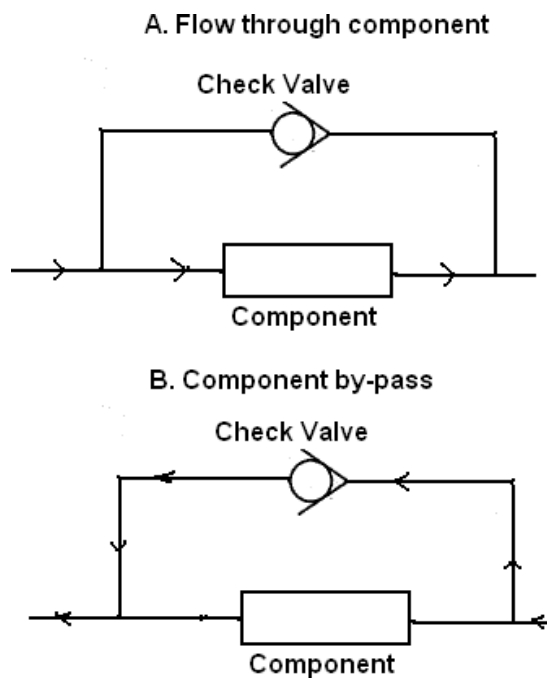 A. Flow through component
Check Valve
Component
B. Component by-pass
Check Valve
Component